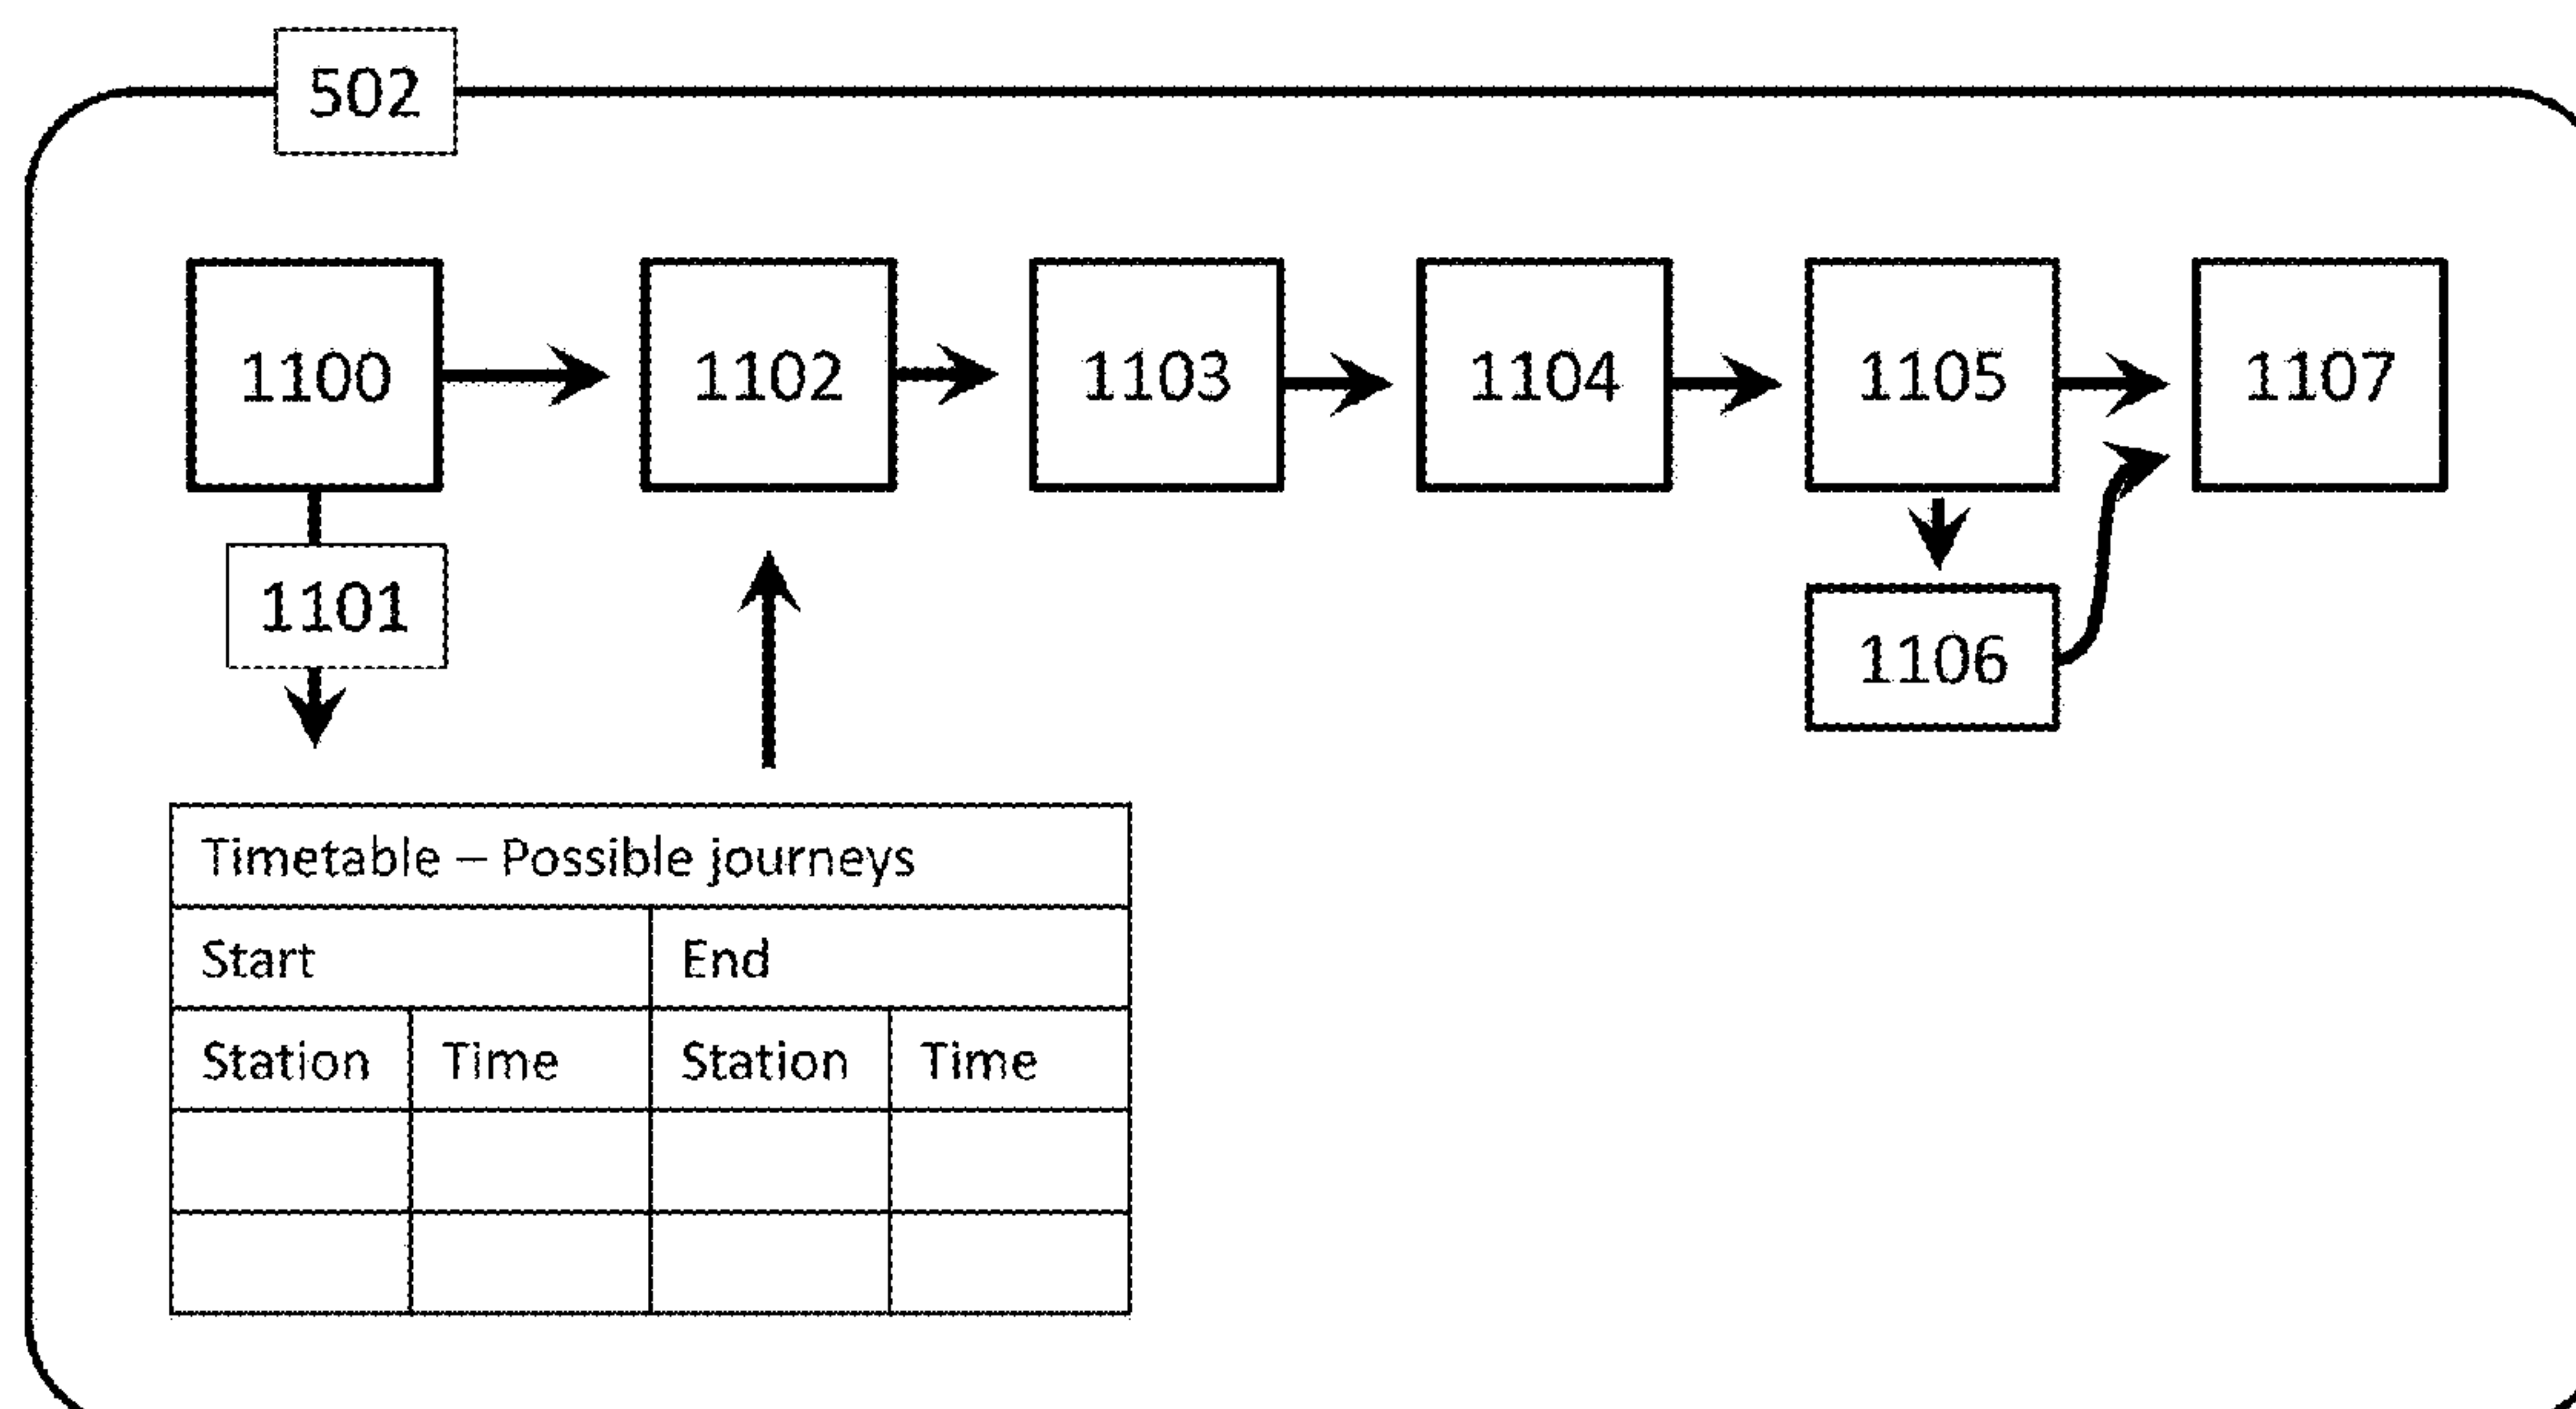 502
1100 1102 1103 1104 1105 1107
1101
1106
Timetable – Possible journeys
Start End
Station Time Station Time